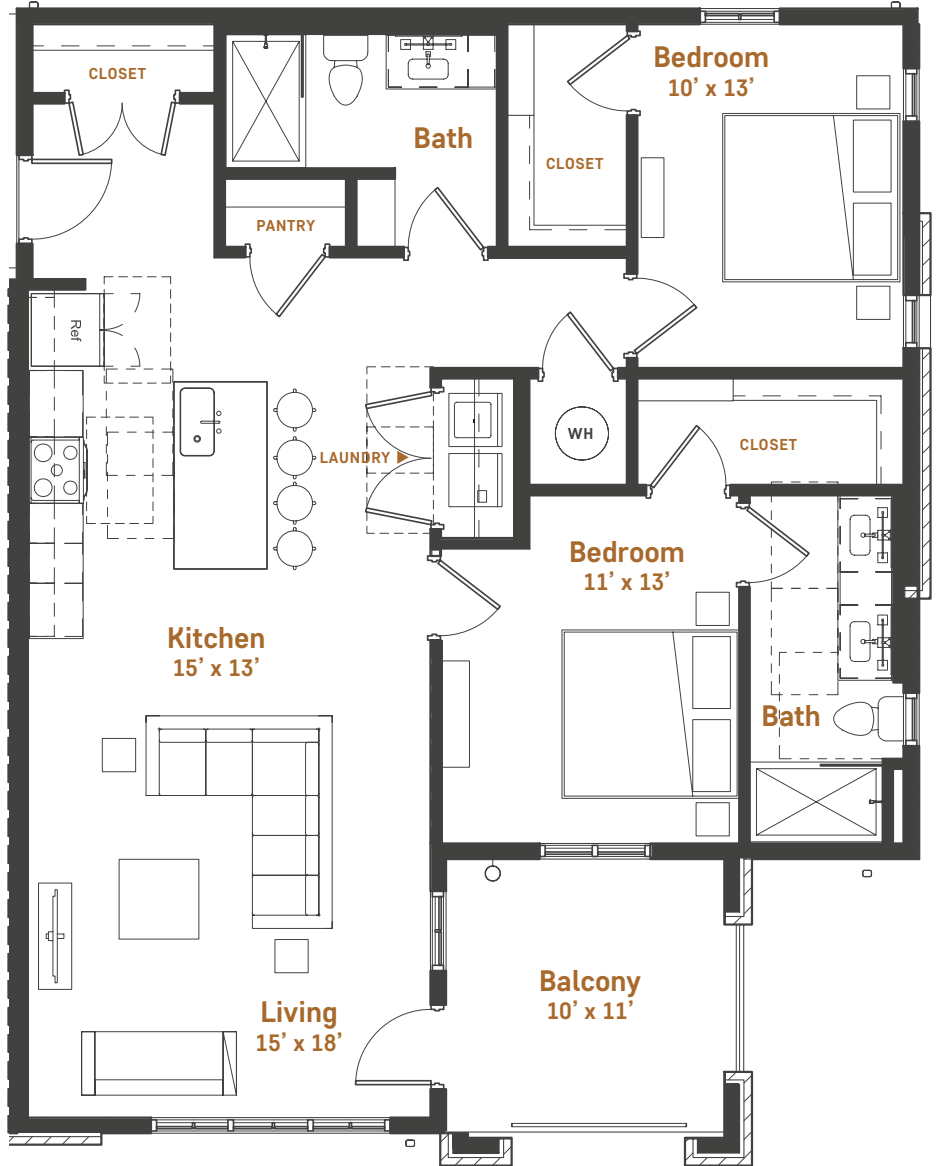 CLOSET
Bath
Bedroom
10’ x 13’
CLOSET
PANTRY
Ref
LAUNDRY
WH
CLOSET
Bedroom
11’ x 13’
Kitchen
15’ x 13’
Bath
Balcony
10’ x 11’
Living
15’ x 18’